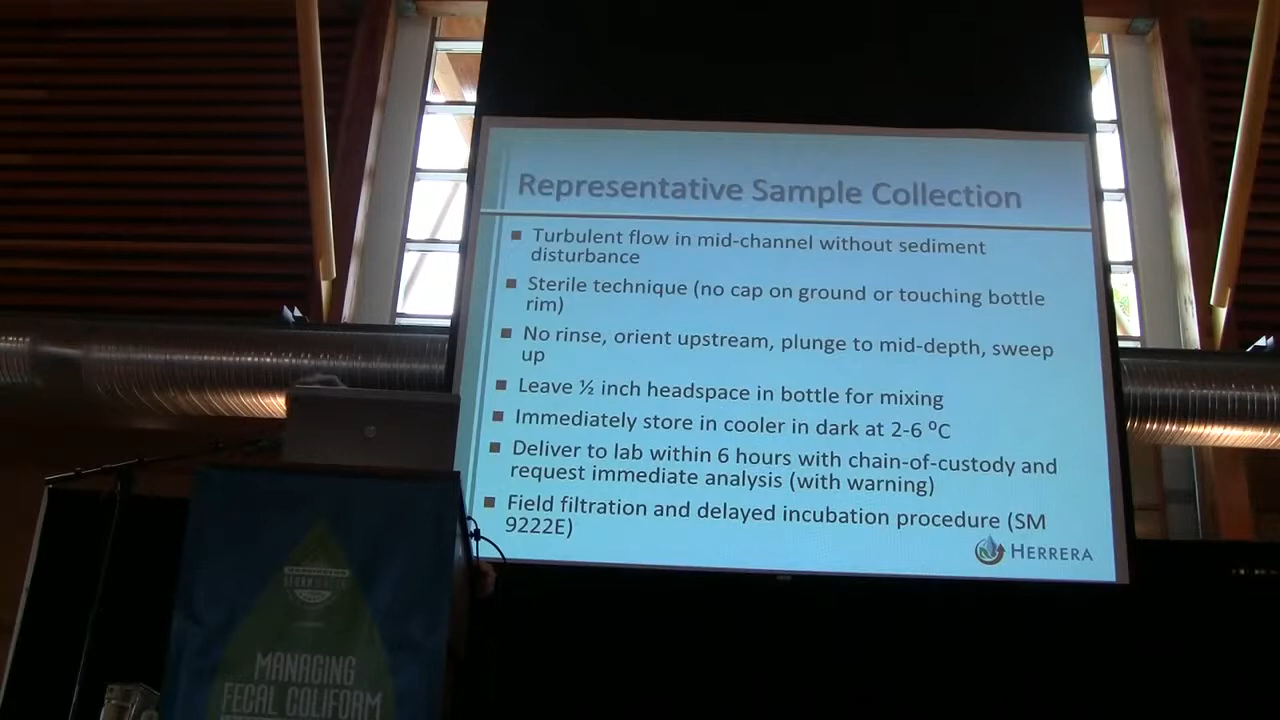 Representative Sample Collection
Turbulent flow in mid-channel without sediment
disturbance
Sterile technique (no cap on ground or touching bottle
rim)
No rinse, orient upstream, plunge to mid-depth, sweep
up
Leave ½ inch headspace in bottle for mixing
Immediately store in cooler in dark at 2-6 ºC
Deliver to lab within 6 hours with chain-of-custody and
request immediate analysis (with warning)
Field filtration and delayed incubation procedure (SM
9222E)
HERRERA
MANAGING
FECAL COLIFORM